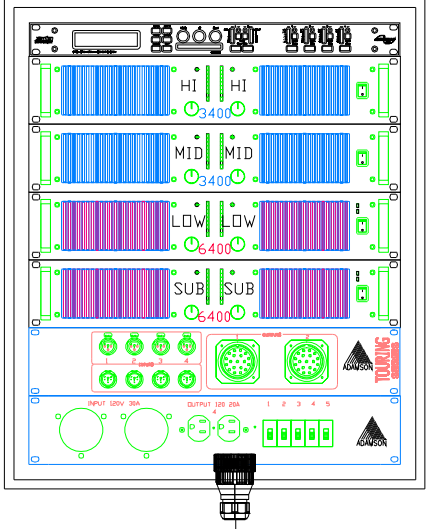 HI HI
3400
MID MID
3400
LOW LOW
6400
SUB SUB
6400
1 2 3 4
ADAMSON
TOURING
INPUT 120V 30A
OUTPUT 120 20A
4
1 2 3 4 5
ADAMSON